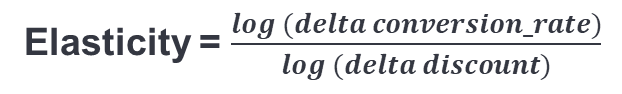 Elasticity = log (delta conversion_rate) / log (delta discount)